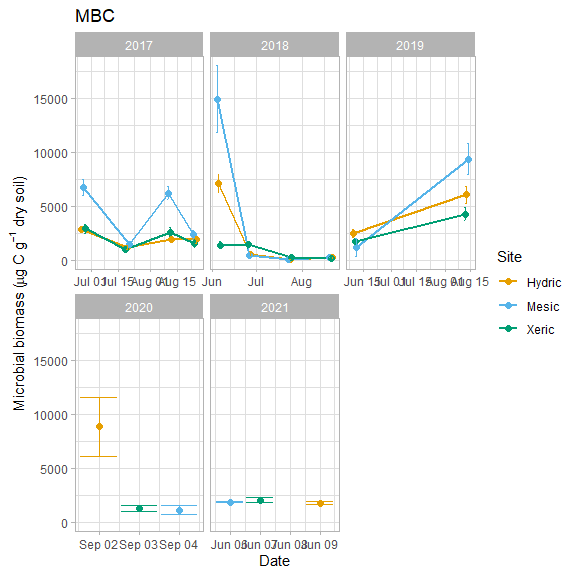 MBC
2017 2018 2019
15000
10000
5000
0
Jul 01 Jul 15 Aug 01 Aug 15 Jun Jul Aug Jun 15 Jul 01 Jul 15 Aug 01 Aug 15
2020 2021
15000
10000
5000
0
Sep 02 Sep 03 Sep 04 Jun 06 Jun 07 Jun 08 Jun 09
Date
Microbial biomass (µg C g⁻¹ dry soil)
Site
Hydric
Mesic
Xeric